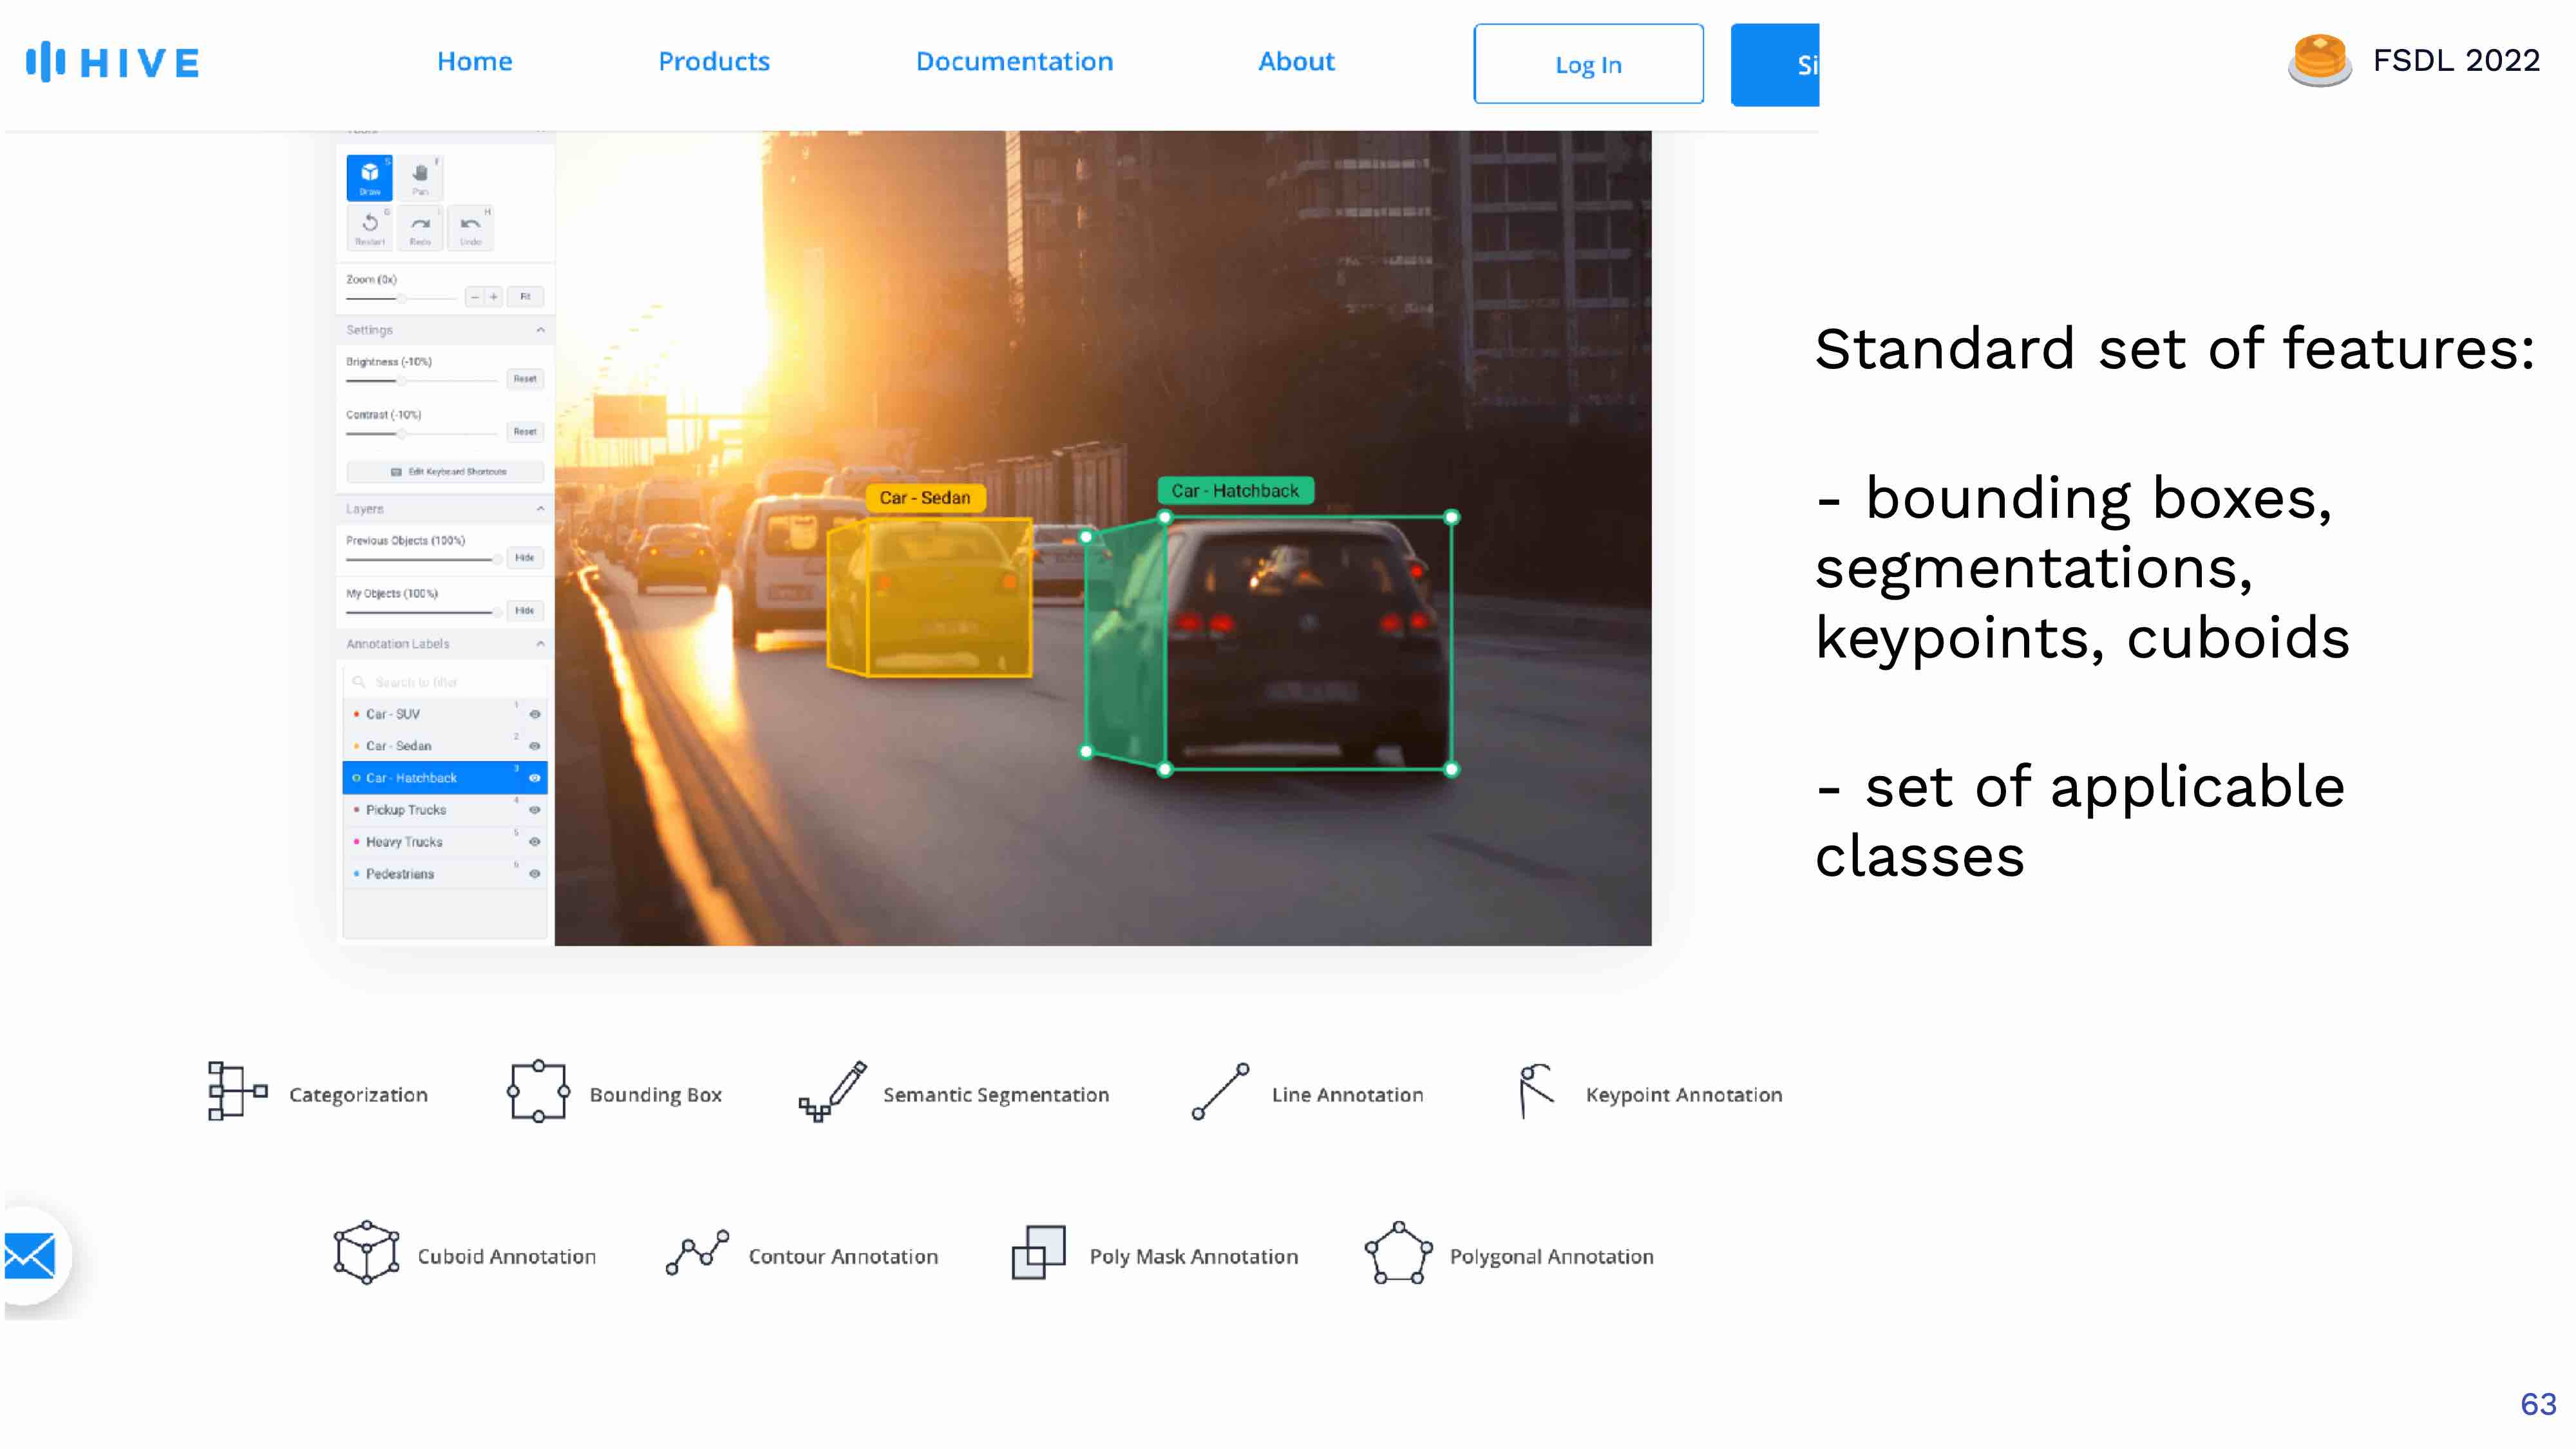 HIVE
Home
Products
Documentation
About
Log In
Si
FSDL 2022
S
F
Draw
Pan
G
H
Restart
Redo
Undo
Zoom (0x)
Fit
Settings
Brightness (-10%)
Reset
Contrast (-10%)
Reset
Edit Keyboard Shortcuts
Layers
Previous Objects (100%)
Hide
My Objects (100%)
Hide
Annotation Labels
Search to filter
Car - SUV 1
Car - Sedan 2
Car - Hatchback 3
Pickup Trucks 4
Heavy Trucks 5
Pedestrians 6
Car - Sedan
Car - Hatchback
Standard set of features:
- bounding boxes,
segmentations,
keypoints, cuboids
- set of applicable
classes
Categorization
Bounding Box
Semantic Segmentation
Line Annotation
Keypoint Annotation
Cuboid Annotation
Contour Annotation
Poly Mask Annotation
Polygonal Annotation
63